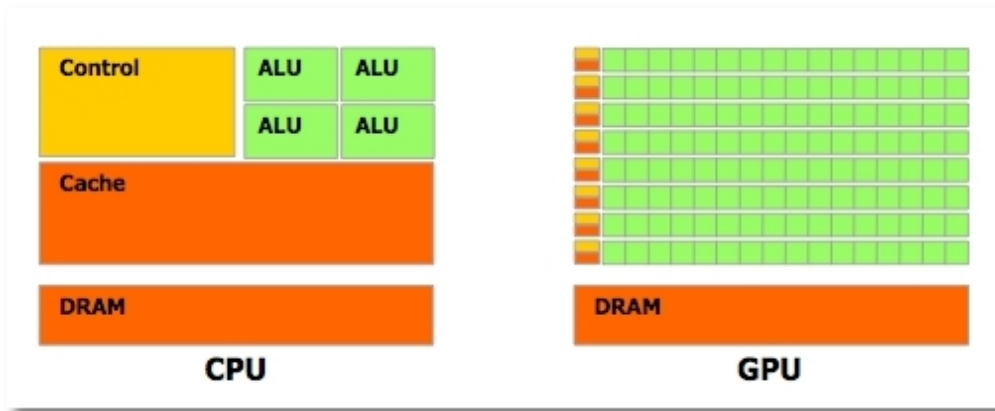 Control
ALU ALU
ALU ALU
Cache
DRAM
CPU
DRAM
GPU